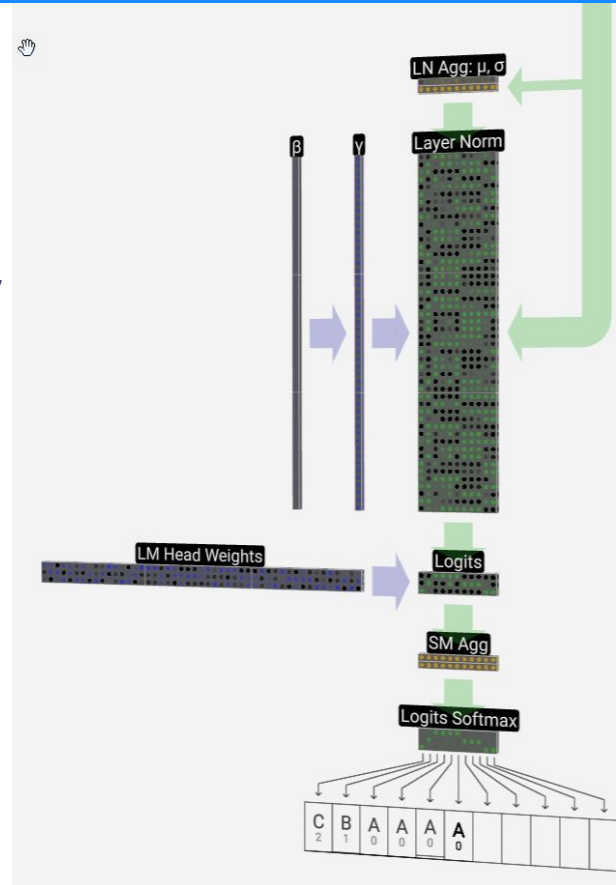 LN Agg: μ, σ
β
γ
Layer Norm
LM Head Weights
Logits
SM Agg
Logits Softmax
C B A A A A
2 1 0 0 0 0